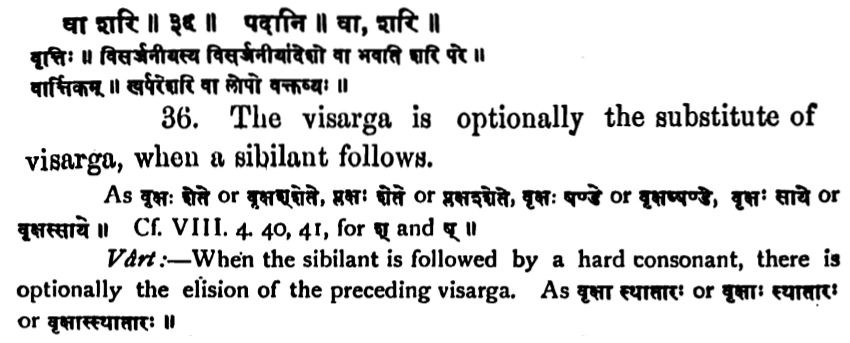 वा शरि ॥ ३६ ॥ पदानि ॥ वा, शरि ॥
वृत्तिः ॥ विसर्जनीयस्य विसर्जनीयादेशो वा भवति शरि परे ॥
वार्त्तिकम् ॥ खर्परेशरि वा लोपो वक्तव्यः ॥
36. The visarga is optionally the substitute of
visarga, when a sibilant follows.
As वृक्षः शेते or वृक्षश्शेते, प्लक्षः शेते or प्लक्षश्शेते, वृक्षः षण्डे or वृक्षष्षण्डे, वृक्षः साये or
वृक्षस्साये ॥ Cf. VIII. 4. 40, 41, for श् and ष् ॥
Vârt:—When the sibilant is followed by a hard consonant, there is
optionally the elision of the preceding visarga. As वृक्षा स्थातारः or वृक्षाः स्थातारः
or वृक्षास्स्थातारः ॥